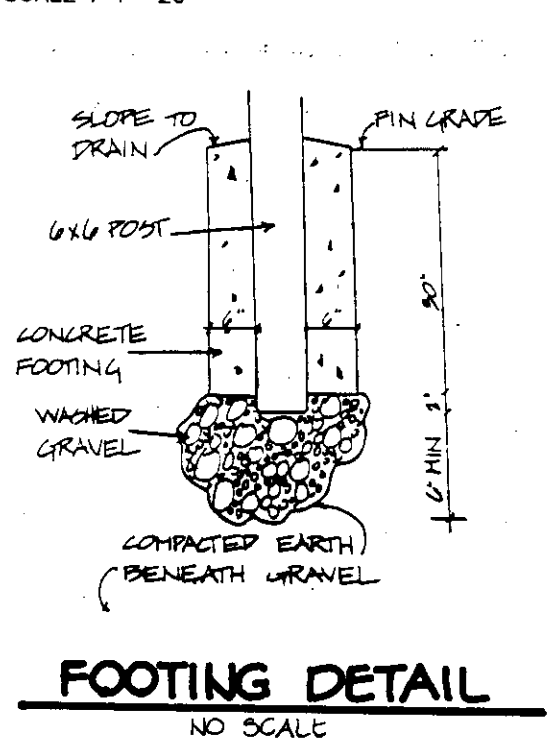 SLOPE TO
DRAIN
FIN GRADE
6x6 POST
30"
6"
6"
CONCRETE
FOOTING
2"
WASHED
GRAVEL
6" MIN
COMPACTED EARTH
BENEATH GRAVEL
FOOTING DETAIL
NO SCALE